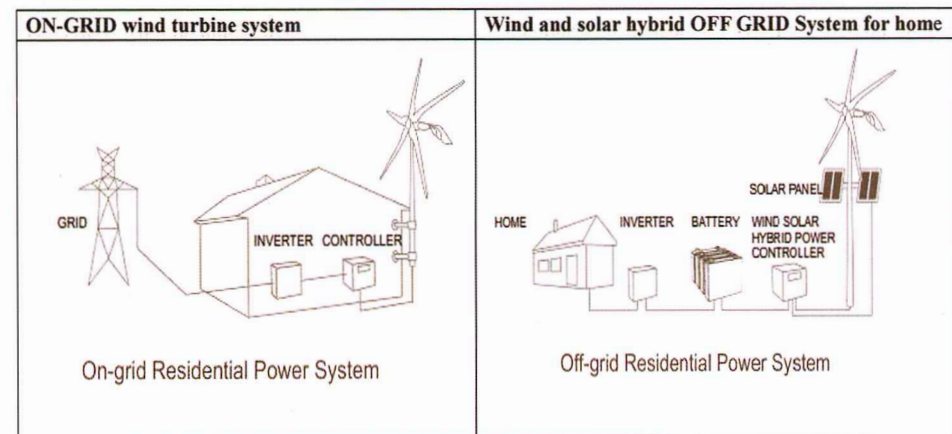 ON-GRID wind turbine system
GRID
INVERTER CONTROLLER
On-grid Residential Power System
Wind and solar hybrid OFF GRID System for home
SOLAR PANEL
HOME
INVERTER
BATTERY
WIND SOLAR
HYBRID POWER
CONTROLLER
Off-grid Residential Power System